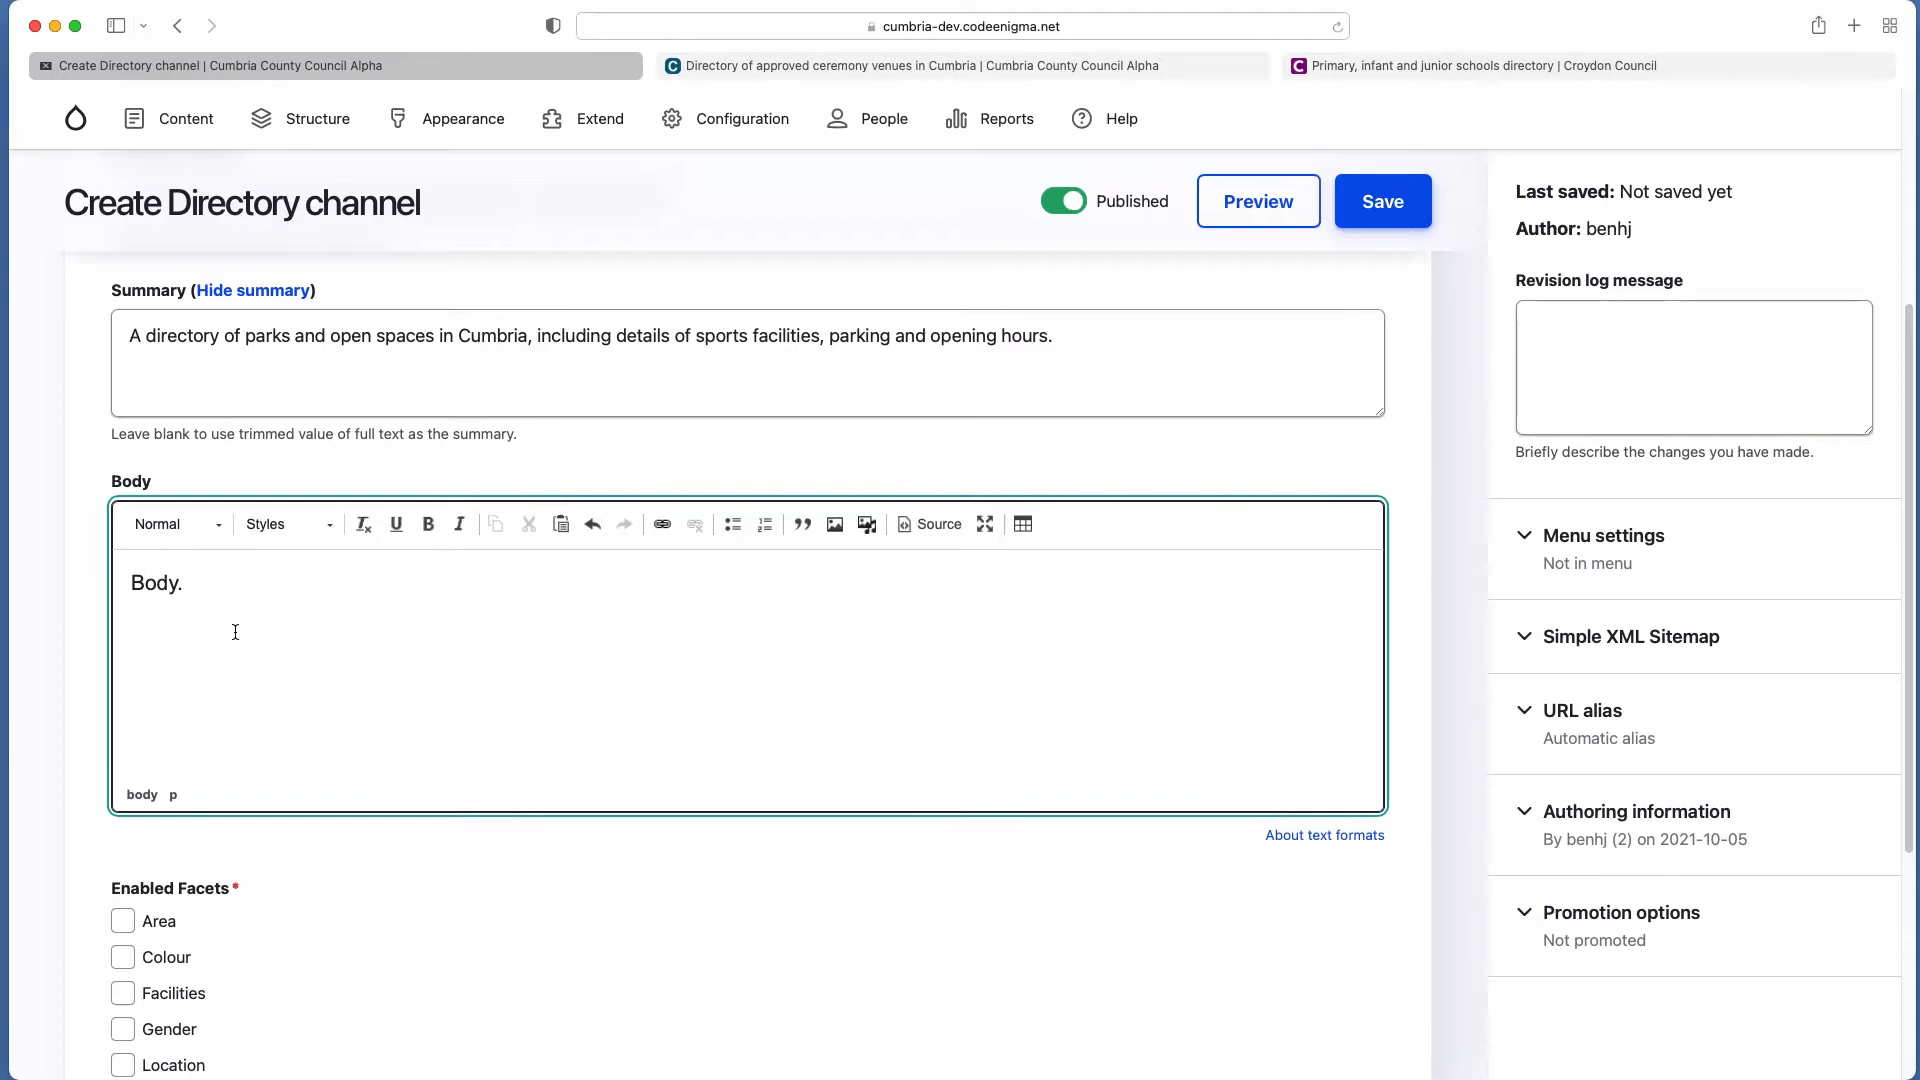 cumbria-dev.codeenigma.net
Create Directory channel | Cumbria County Council Alpha
Directory of approved ceremony venues in Cumbria | Cumbria County Council Alpha
Primary, infant and junior schools directory | Croydon Council
Content
Structure
Appearance
Extend
Configuration
People
Reports
Help
Create Directory channel
Published
Preview
Save
Summary (Hide summary)
A directory of parks and open spaces in Cumbria, including details of sports facilities, parking and opening hours.
Leave blank to use trimmed value of full text as the summary.
Body
Normal
Styles
Source
Body.
body p
About text formats
Enabled Facets*
Area
Colour
Facilities
Gender
Location
Last saved: Not saved yet
Author: benhj
Revision log message
Briefly describe the changes you have made.
Menu settings
Not in menu
Simple XML Sitemap
URL alias
Automatic alias
Authoring information
By benhj (2) on 2021-10-05
Promotion options
Not promoted